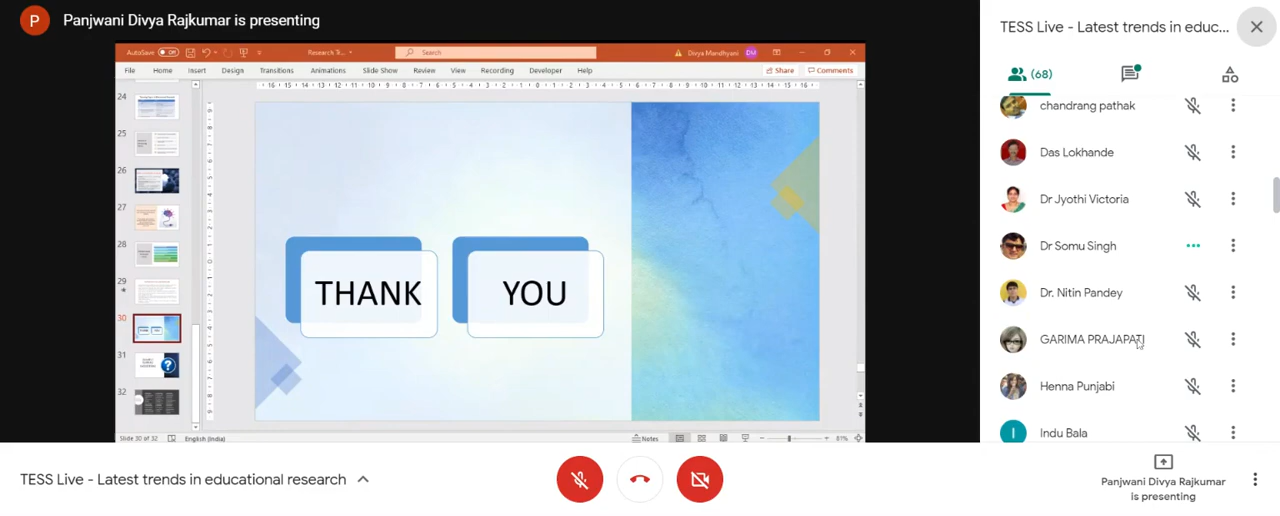 P Panjwani Divya Rajkumar is presenting
AutoSave Off Research Tr... Search Divya Mandhyani DM
File Home Insert Design Transitions Animations Slide Show Review View Recording Developer Help Share Comments
24
25
26
27
28
29
30
31
32
THANK YOU
Slide 30 of 32 English (India) Notes 81%
TESS Live - Latest trends in educ...
(68)
chandrang pathak
Das Lokhande
Dr Jyothi Victoria
Dr Somu Singh
Dr. Nitin Pandey
GARIMA PRAJAPATI
Henna Punjabi
I Indu Bala
TESS Live - Latest trends in educational research
Panjwani Divya Rajkumar
is presenting